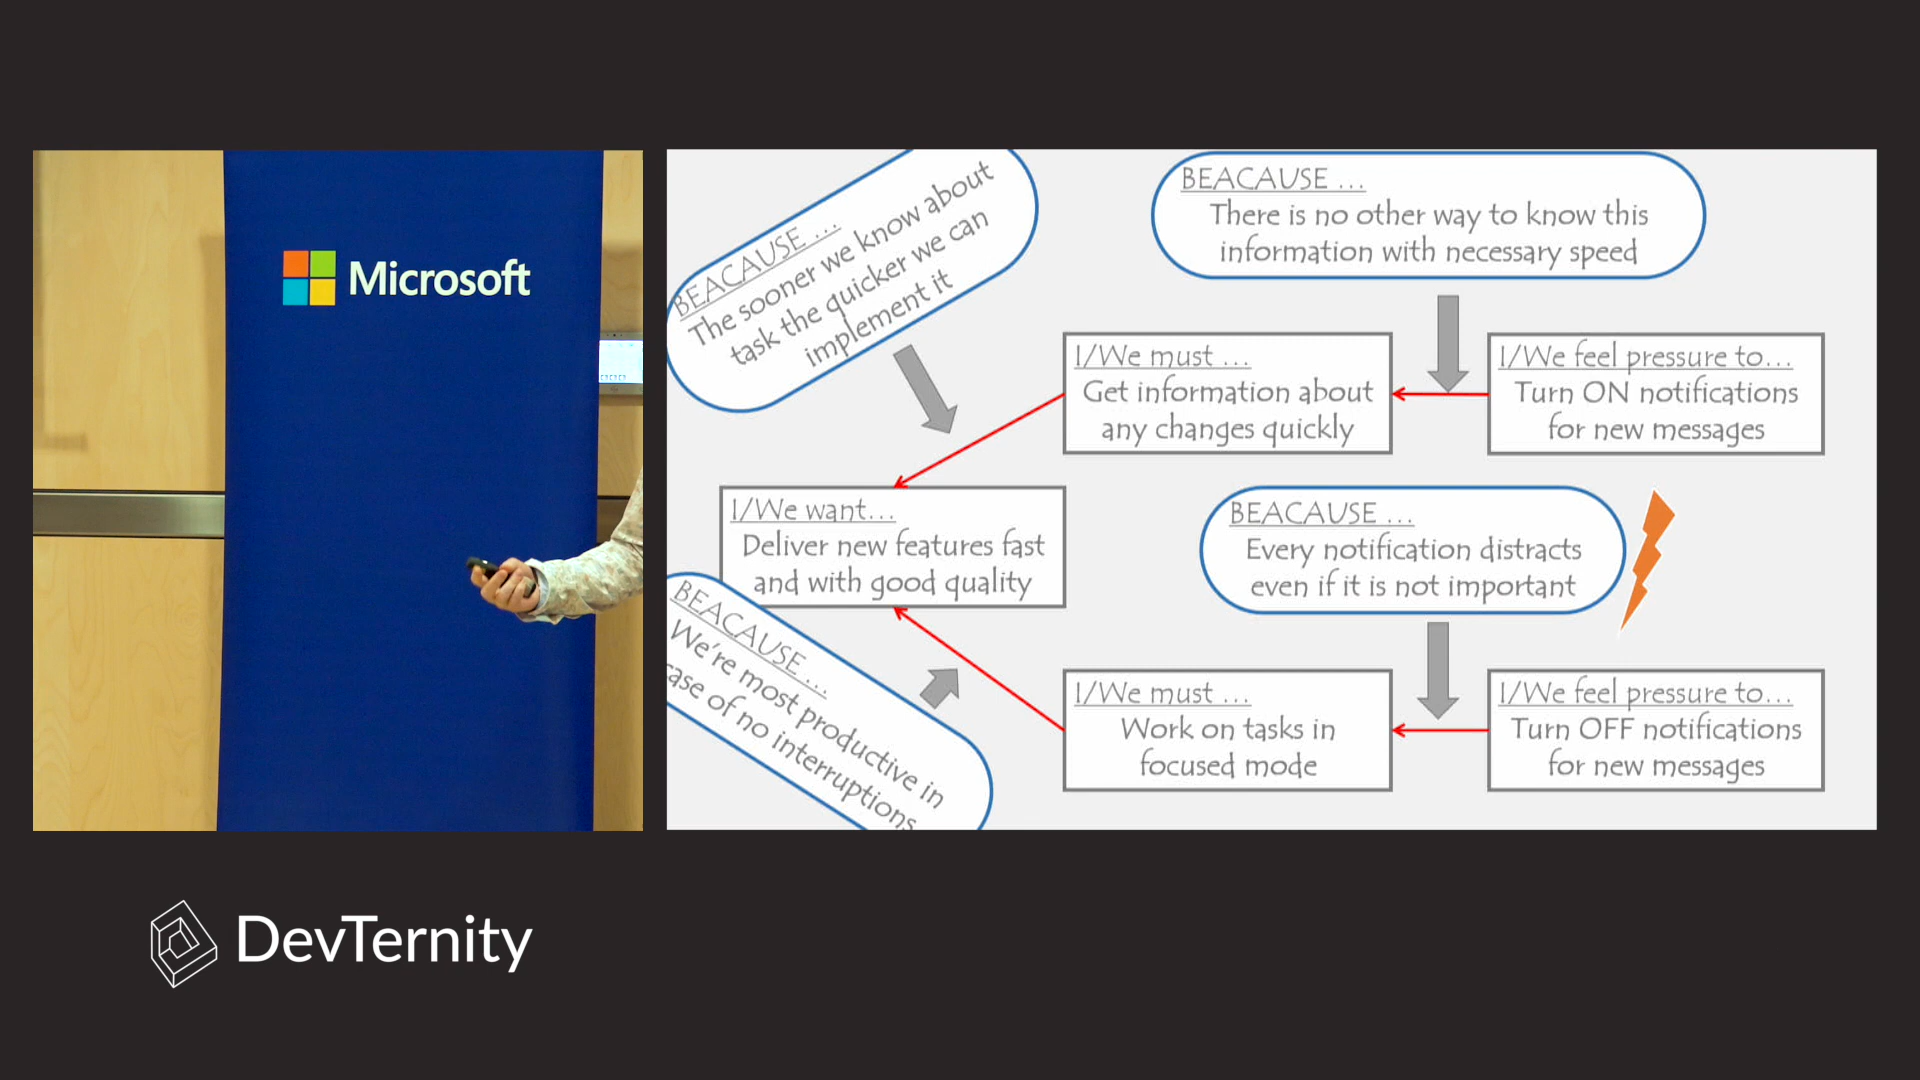 Microsoft
BEACAUSE ...
The sooner we know about
task the quicker we can
implement it
BEACAUSE ...
There is no other way to know this
information with necessary speed
I/We must ...
Get information about
any changes quickly
I/We feel pressure to...
Turn ON notifications
for new messages
I/We want...
Deliver new features fast
and with good quality
BEACAUSE ...
Every notification distracts
even if it is not important
BEACAUSE ...
We're most productive in
case of no interruptions
I/We must ...
Work on tasks in
focused mode
I/We feel pressure to...
Turn OFF notifications
for new messages
DevTernity